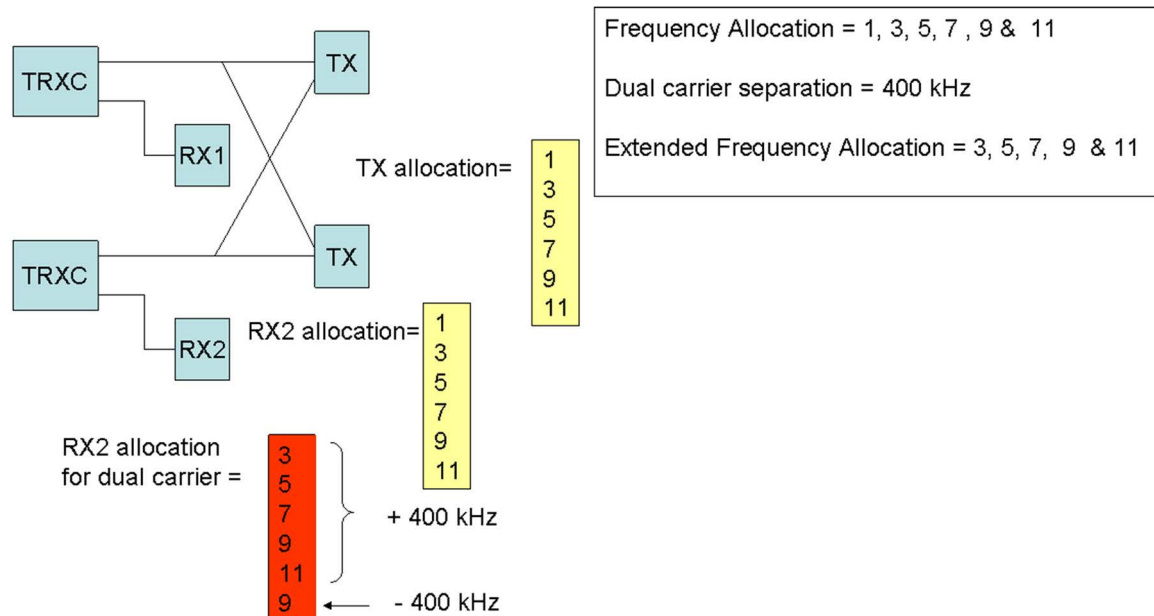 Frequency Allocation = 1, 3, 5, 7 , 9 & 11
Dual carrier separation = 400 kHz
Extended Frequency Allocation = 3, 5, 7, 9 & 11
TRXC
TX
RX1
TX allocation=
1
3
5
7
9
11
TRXC
TX
RX2
RX2 allocation=
1
3
5
7
9
11
RX2 allocation
for dual carrier =
3
5
7
9
11
9
+ 400 kHz
- 400 kHz